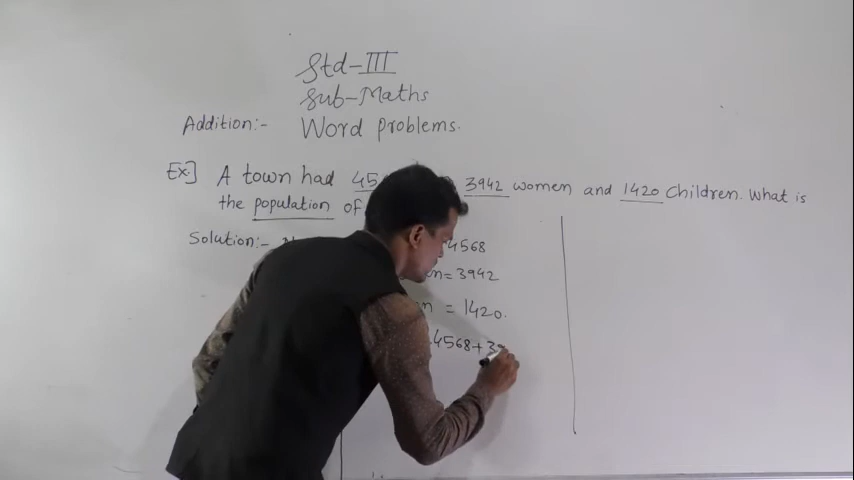 Std-III
Sub-Maths
Addition:- Word problems.
Ex] A town had 45 3942 women and 1420 Children. What is
the population of
Solution:- 4568
n= 3942
n = 1420.
4568+3